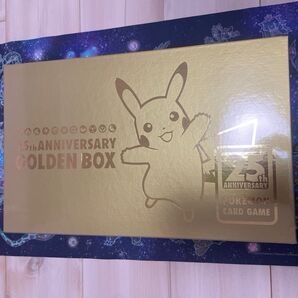 25th ANNIVERSARY
GOLDEN BOX
25th
ANNIVERSARY
POKÉMON
CARD GAME